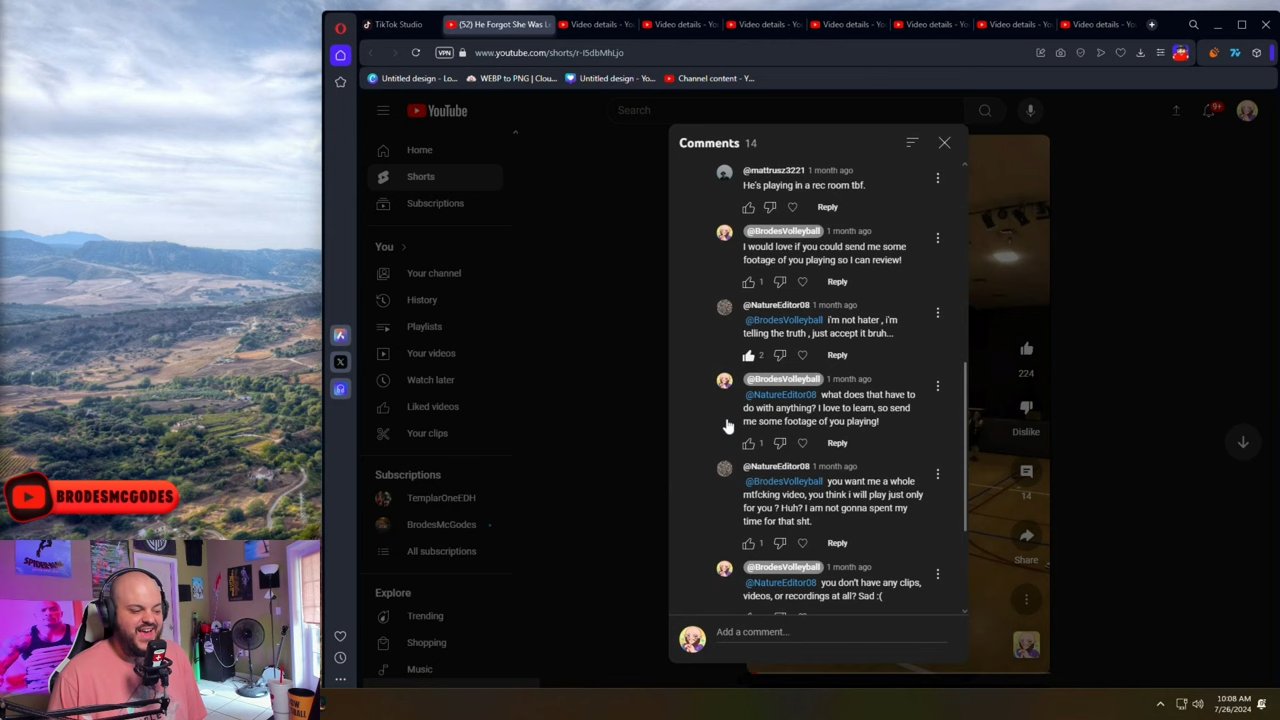 TikTok Studio
(52) He Forgot She Was L
Video details - Yo
Video details - Yo
Video details - Yo
Video details - Yo
Video details - Yo
Video details - Yo
Video details - Yo
VPN
www.youtube.com/shorts/r-I5dbMhLjo
Untitled design - Lo...
WEBP to PNG | Clou...
Untitled design - Yo...
Channel content - Y...
YouTube
Search
9+
Home
Shorts
Subscriptions
You
Your channel
History
Playlists
Your videos
Watch later
Liked videos
Your clips
Subscriptions
TemplarOneEDH
BrodesMcGodes
All subscriptions
Explore
Trending
Shopping
Music
Comments 14
@mattrusz3221 1 month ago
He's playing in a rec room tbf.
Reply
@BrodesVolleyball 1 month ago
I would love if you could send me some
footage of you playing so I can review!
1 Reply
@NatureEditor08 1 month ago
@BrodesVolleyball i'm not hater , i'm
telling the truth , just accept it bruh...
2 Reply
@BrodesVolleyball 1 month ago
@NatureEditor08 what does that have to
do with anything? I love to learn, so send
me some footage of you playing!
1 Reply
@NatureEditor08 1 month ago
@BrodesVolleyball you want me a whole
mtfcking video, you think i will play just only
for you ? Huh? I am not gonna spent my
time for that sht.
1 Reply
@BrodesVolleyball 1 month ago
@NatureEditor08 you don't have any clips,
videos, or recordings at all? Sad :(
Add a comment...
224
Dislike
14
Share
BRODESMCGODES
10:08 AM
7/26/2024